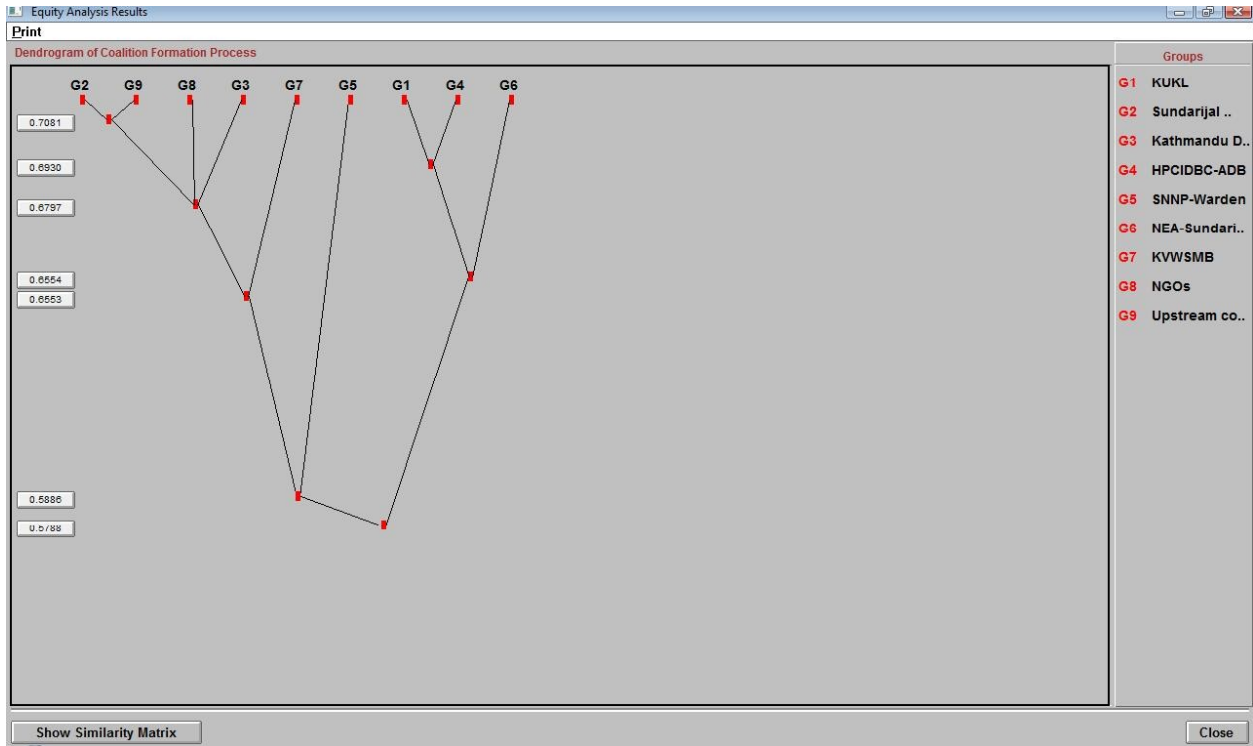 Equity Analysis Results
Print
Dendrogram of Coalition Formation Process
G2 G9 G8 G3 G7 G5 G1 G4 G6
0.7081
0.6930
0.6797
0.6554
0.6553
0.5886
0.5788
Groups
G1 KUKL
G2 Sundarijal ..
G3 Kathmandu D..
G4 HPCIDBC-ADB
G5 SNNP-Warden
G6 NEA-Sundari..
G7 KVWSMB
G8 NGOs
G9 Upstream co..
Show Similarity Matrix
Close